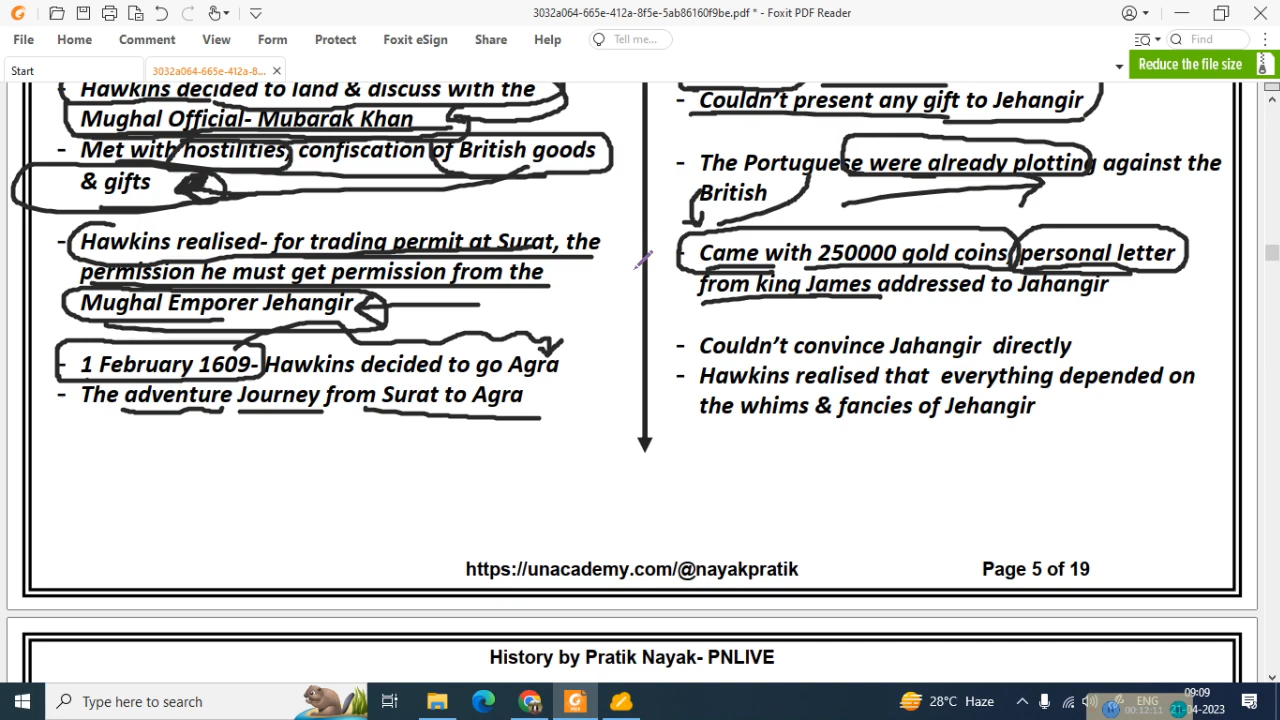 3032a064-665e-412a-8f5e-5ab86160f9be.pdf * - Foxit PDF Reader
File Home Comment View Form Protect Foxit eSign Share Help Tell me... Find
Start 3032a064-665e-412a-8... Reduce the file size
Hawkins decided to land & discuss with the
Mughal Official- Mubarak Khan
- Met with hostilities, confiscation of British goods
& gifts
- Hawkins realised- for trading permit at Surat, the
permission he must get permission from the
Mughal Emporer Jehangir
- 1 February 1609- Hawkins decided to go Agra
- The adventure Journey from Surat to Agra
- Couldn't present any gift to Jehangir
- The Portuguese were already plotting against the
British
- Came with 250000 gold coins, personal letter
from king James addressed to Jahangir
- Couldn't convince Jahangir directly
- Hawkins realised that everything depended on
the whims & fancies of Jehangir
https://unacademy.com/@nayakpratik Page 5 of 19
History by Pratik Nayak- PNLIVE
Type here to search
28°C Haze
ENG
09:09
21-04-2023
00:12:11